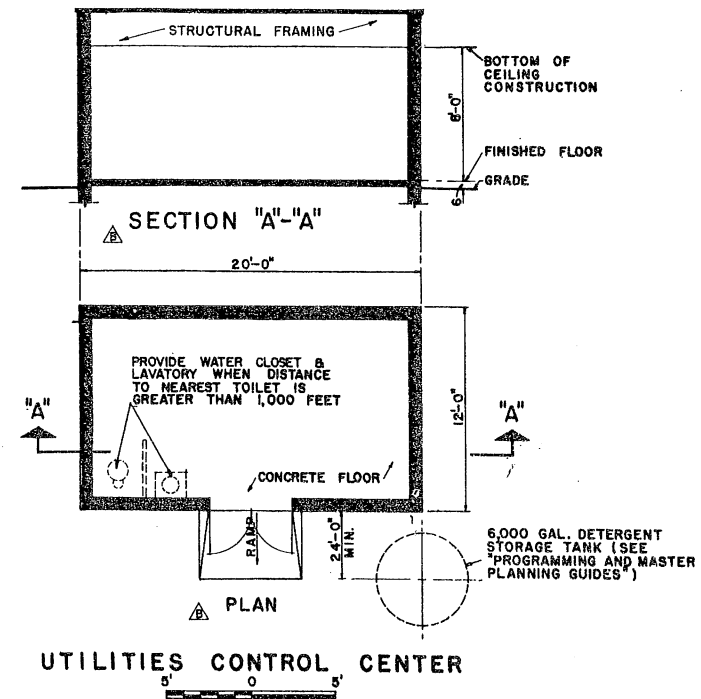 STRUCTURAL FRAMING
BOTTOM OF
CEILING
CONSTRUCTION
8'-0"
FINISHED FLOOR
GRADE
6"
B SECTION "A"-"A"
20'-0"
PROVIDE WATER CLOSET &
LAVATORY WHEN DISTANCE
TO NEAREST TOILET IS
GREATER THAN 1,000 FEET
"A"
"A"
12'-0"
CONCRETE FLOOR
RAMP
24'-0"
MIN.
6,000 GAL. DETERGENT
STORAGE TANK (SEE
"PROGRAMMING AND MASTER
PLANNING GUIDES")
B PLAN
UTILITIES CONTROL CENTER
5' 0 5'